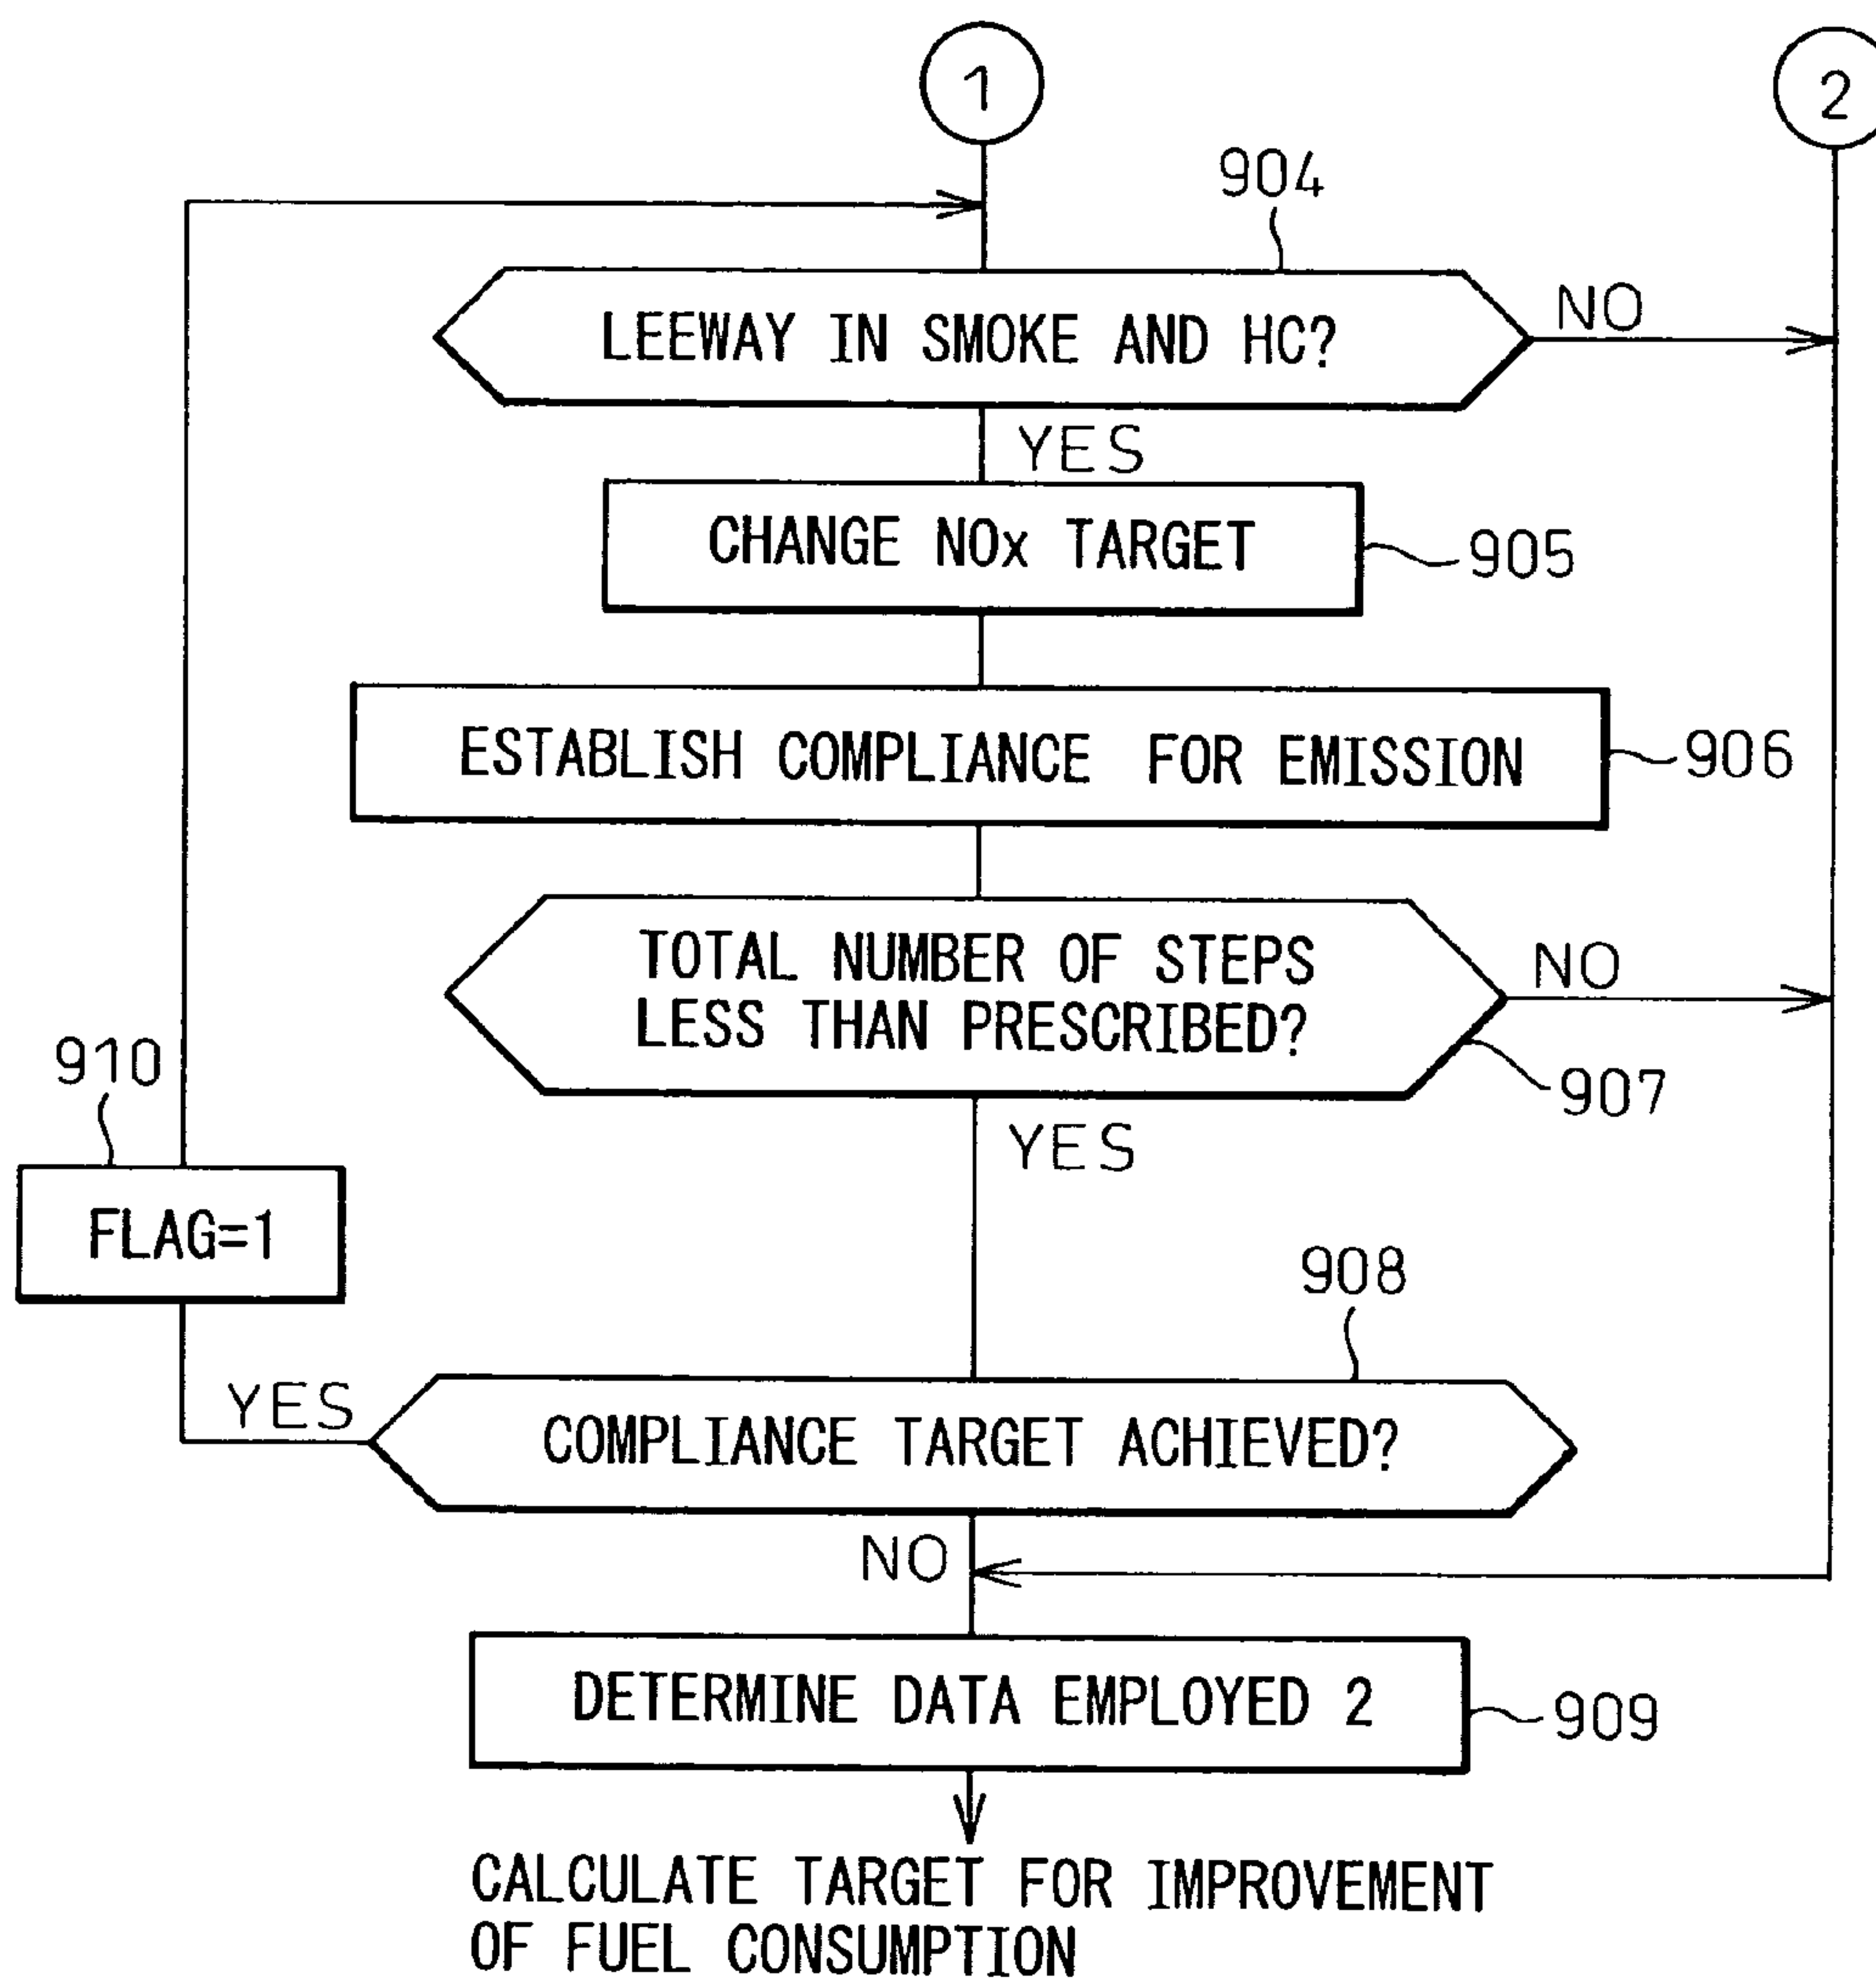 1
2
904
LEEWAY IN SMOKE AND HC?
NO
YES
CHANGE NOx TARGET
905
ESTABLISH COMPLIANCE FOR EMISSION
906
TOTAL NUMBER OF STEPS
LESS THAN PRESCRIBED?
NO
907
YES
910
FLAG=1
908
YES
COMPLIANCE TARGET ACHIEVED?
NO
DETERMINE DATA EMPLOYED 2
909
CALCULATE TARGET FOR IMPROVEMENT
OF FUEL CONSUMPTION